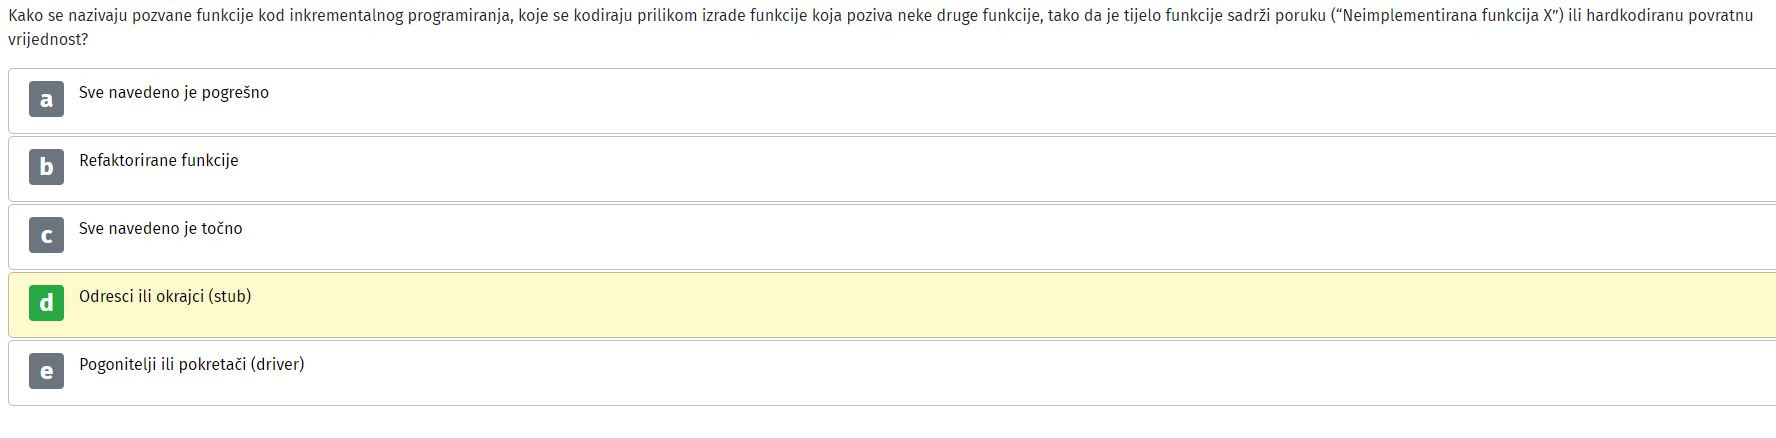 Kako se nazivaju pozvane funkcije kod inkrementalnog programiranja, koje se kodiraju prilikom izrade funkcije koja poziva neke druge funkcije, tako da je tijelo funkcije sadrži poruku (“Neimplementirana funkcija X”) ili hardkodiranu povratnu
vrijednost?
a Sve navedeno je pogrešno
b Refaktorirane funkcije
c Sve navedeno je točno
d Odresci ili okrajci (stub)
e Pogonitelji ili pokretači (driver)